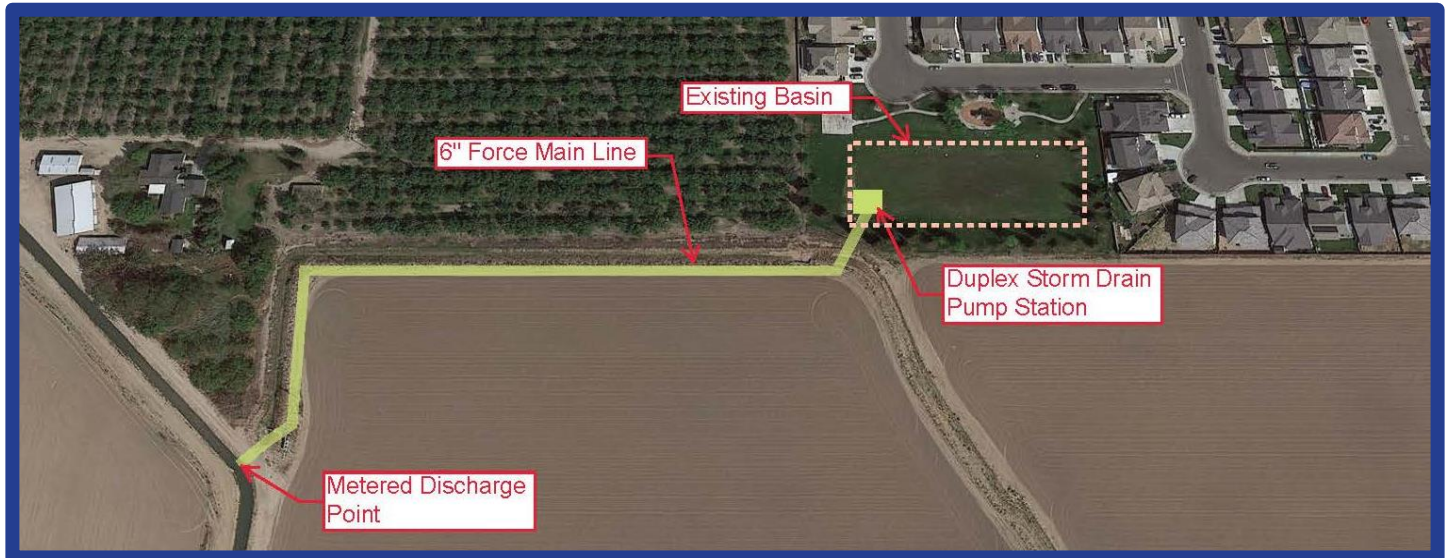 Existing Basin
6" Force Main Line
Duplex Storm Drain
Pump Station
Metered Discharge
Point